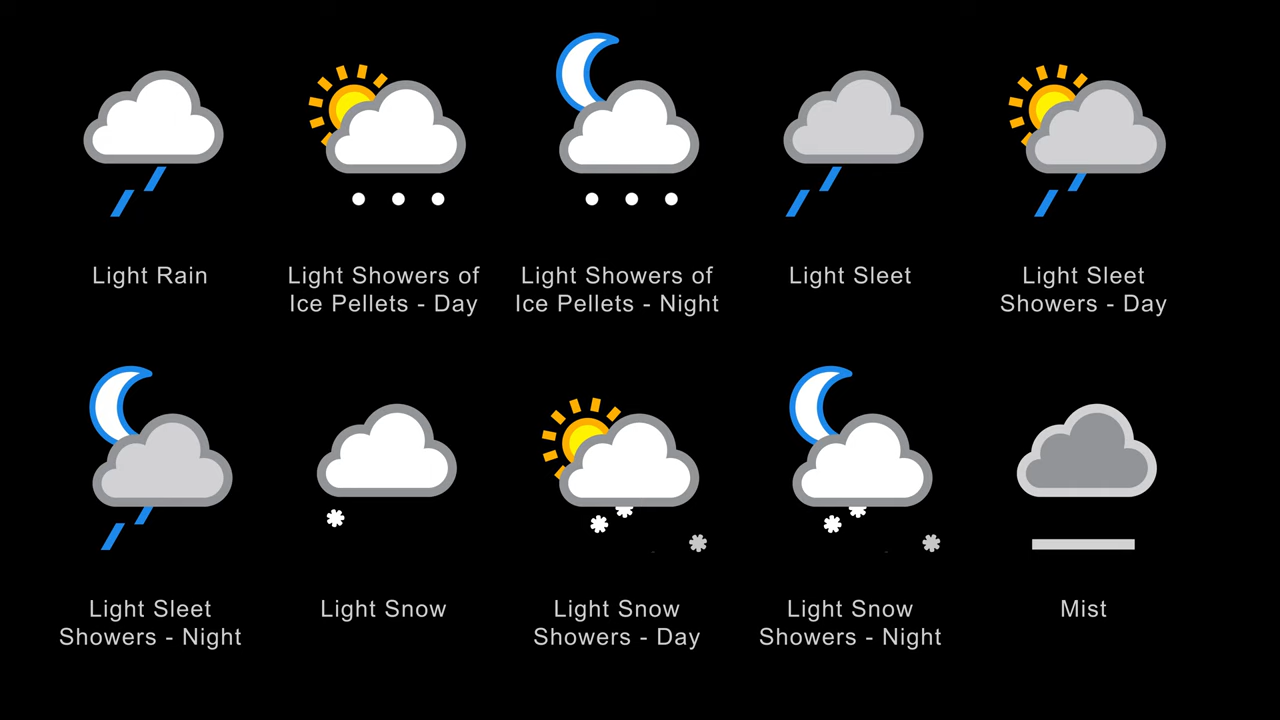 Light Rain
Light Showers of
Ice Pellets - Day
Light Showers of
Ice Pellets - Night
Light Sleet
Light Sleet
Showers - Day
Light Sleet
Showers - Night
Light Snow
Light Snow
Showers - Day
Light Snow
Showers - Night
Mist